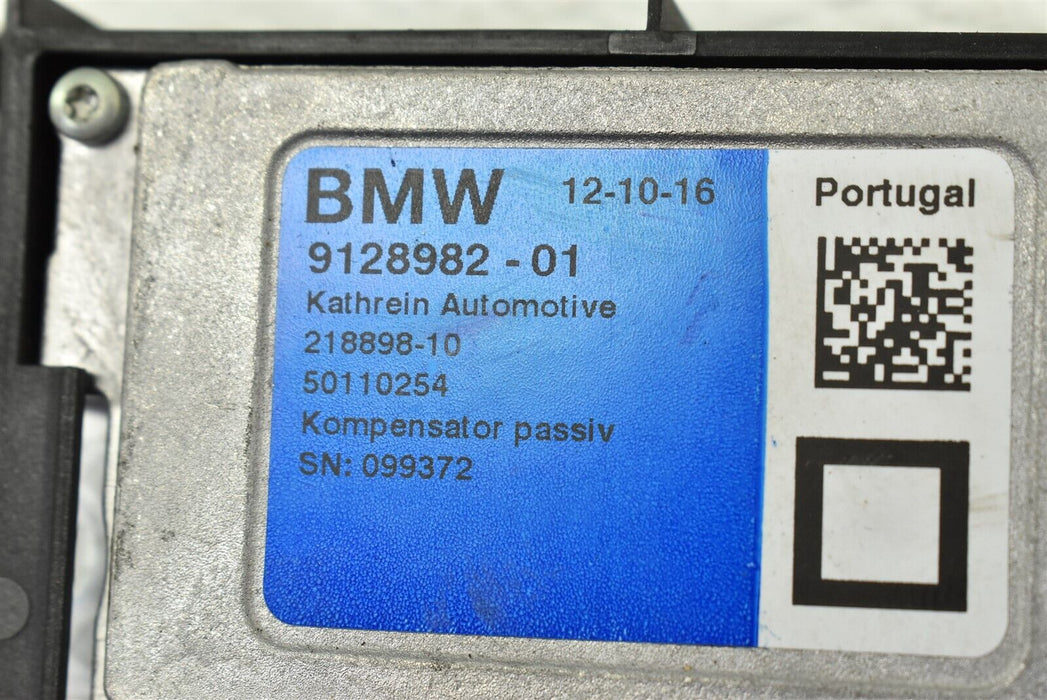 BMW 12-10-16
9128982 - 01
Kathrein Automotive
218898-10
50110254
Kompensator passiv
SN: 099372
Portugal